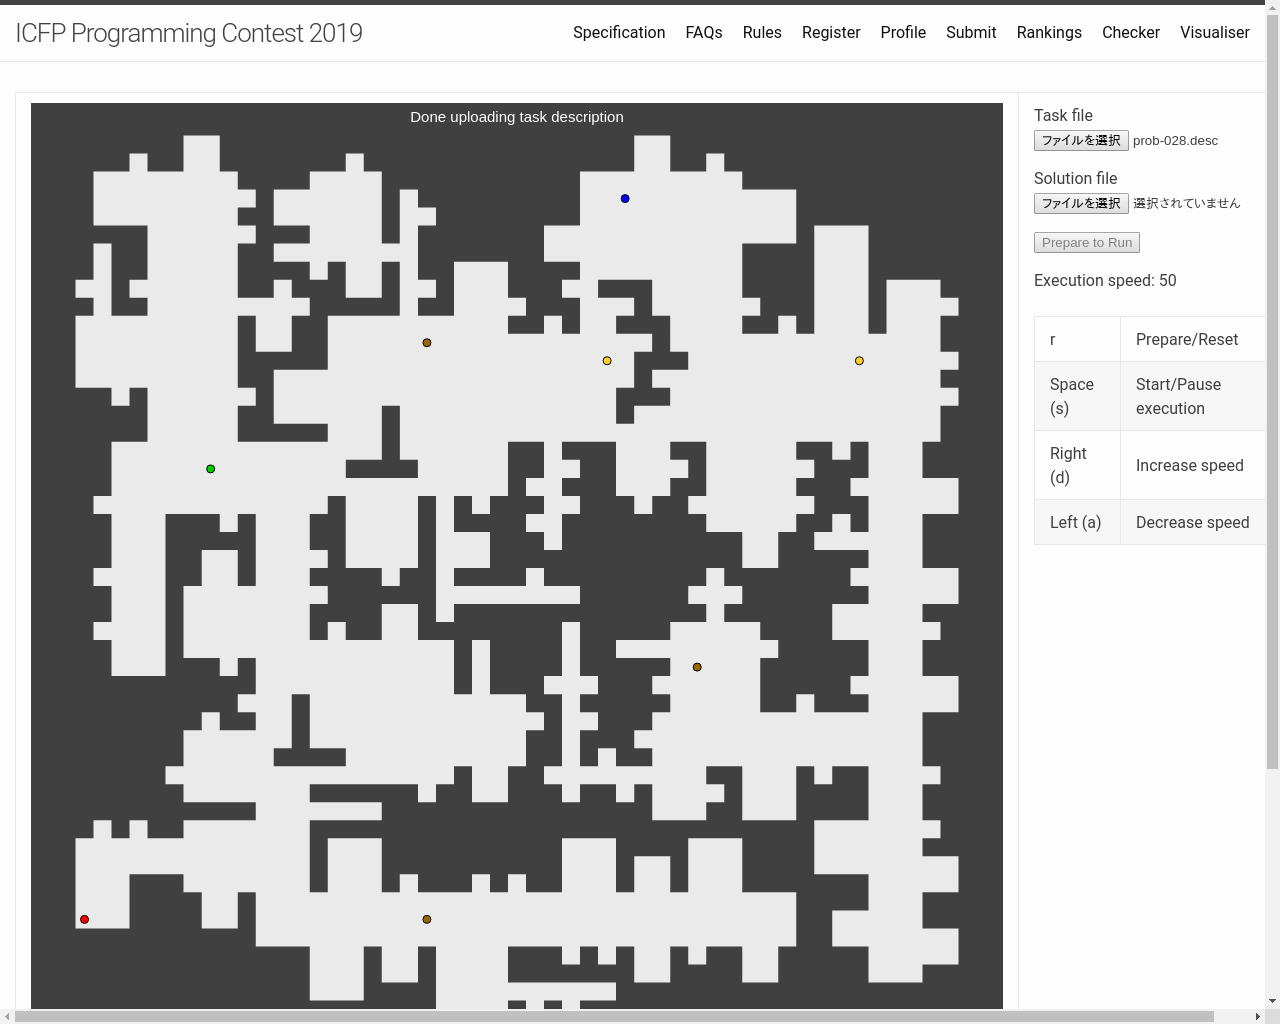 ICFP Programming Contest 2019
Specification FAQs Rules Register Profile Submit Rankings Checker Visualiser
Done uploading task description
Task file
ファイルを選択 prob-028.desc
Solution file
ファイルを選択 選択されていません
Prepare to Run
Execution speed: 50
r Prepare/Reset
Space (s) Start/Pause execution
Right (d) Increase speed
Left (a) Decrease speed